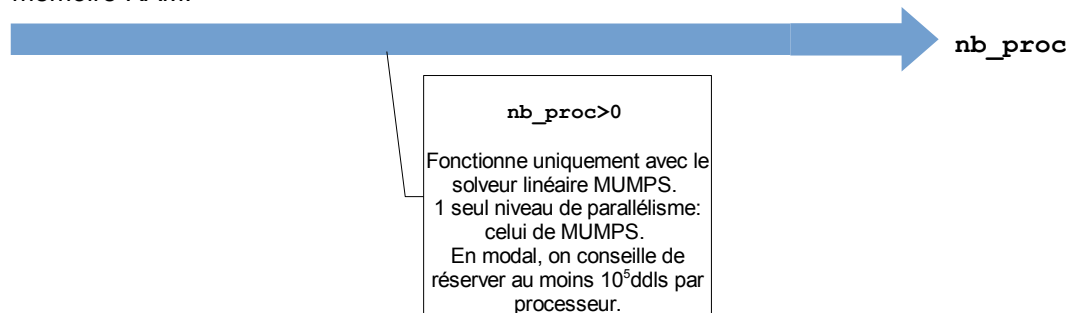 nb_proc
nb_proc>0
Fonctionne uniquement avec le
solveur linéaire MUMPS.
1 seul niveau de parallélisme:
celui de MUMPS.
En modal, on conseille de
réserver au moins 10⁵ddls par
processeur.